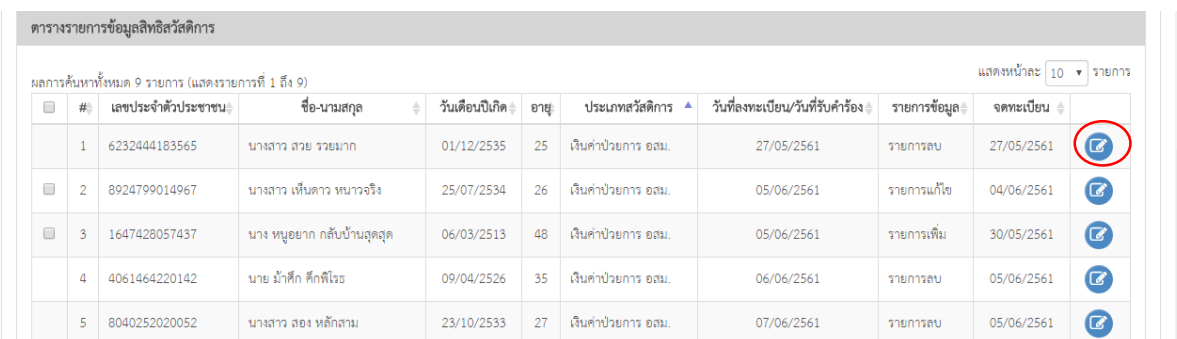 ตารางรายการข้อมูลสิทธิสวัสดิการ
แสดงหน้าละ 10 รายการ
ผลการค้นหาทั้งหมด 9 รายการ (แสดงรายการที่ 1 ถึง 9)
# เลขประจำตัวประชาชน ชื่อ-นามสกุล วันเดือนปีเกิด อายุ ประเภทสวัสดิการ วันที่ลงทะเบียน/วันที่รับคำร้อง รายการข้อมูล จดทะเบียน
1 6232444183565 นางสาว สวย รวยมาก 01/12/2535 25 เงินค่าป่วยการ อสม. 27/05/2561 รายการลบ 27/05/2561
2 8924799014967 นางสาว เห็นดาว หนาวจริง 25/07/2534 26 เงินค่าป่วยการ อสม. 05/06/2561 รายการแก้ไข 04/06/2561
3 1647428057437 นาง หนูอยาก กลับบ้านสุดสุด 06/03/2513 48 เงินค่าป่วยการ อสม. 05/06/2561 รายการเพิ่ม 30/05/2561
4 4061464220142 นาย ม้าศึก ศึกพิโรธ 09/04/2526 35 เงินค่าป่วยการ อสม. 06/06/2561 รายการลบ 05/06/2561
5 8040252020052 นางสาว สอง หลักสาม 23/10/2533 27 เงินค่าป่วยการ อสม. 07/06/2561 รายการลบ 05/06/2561